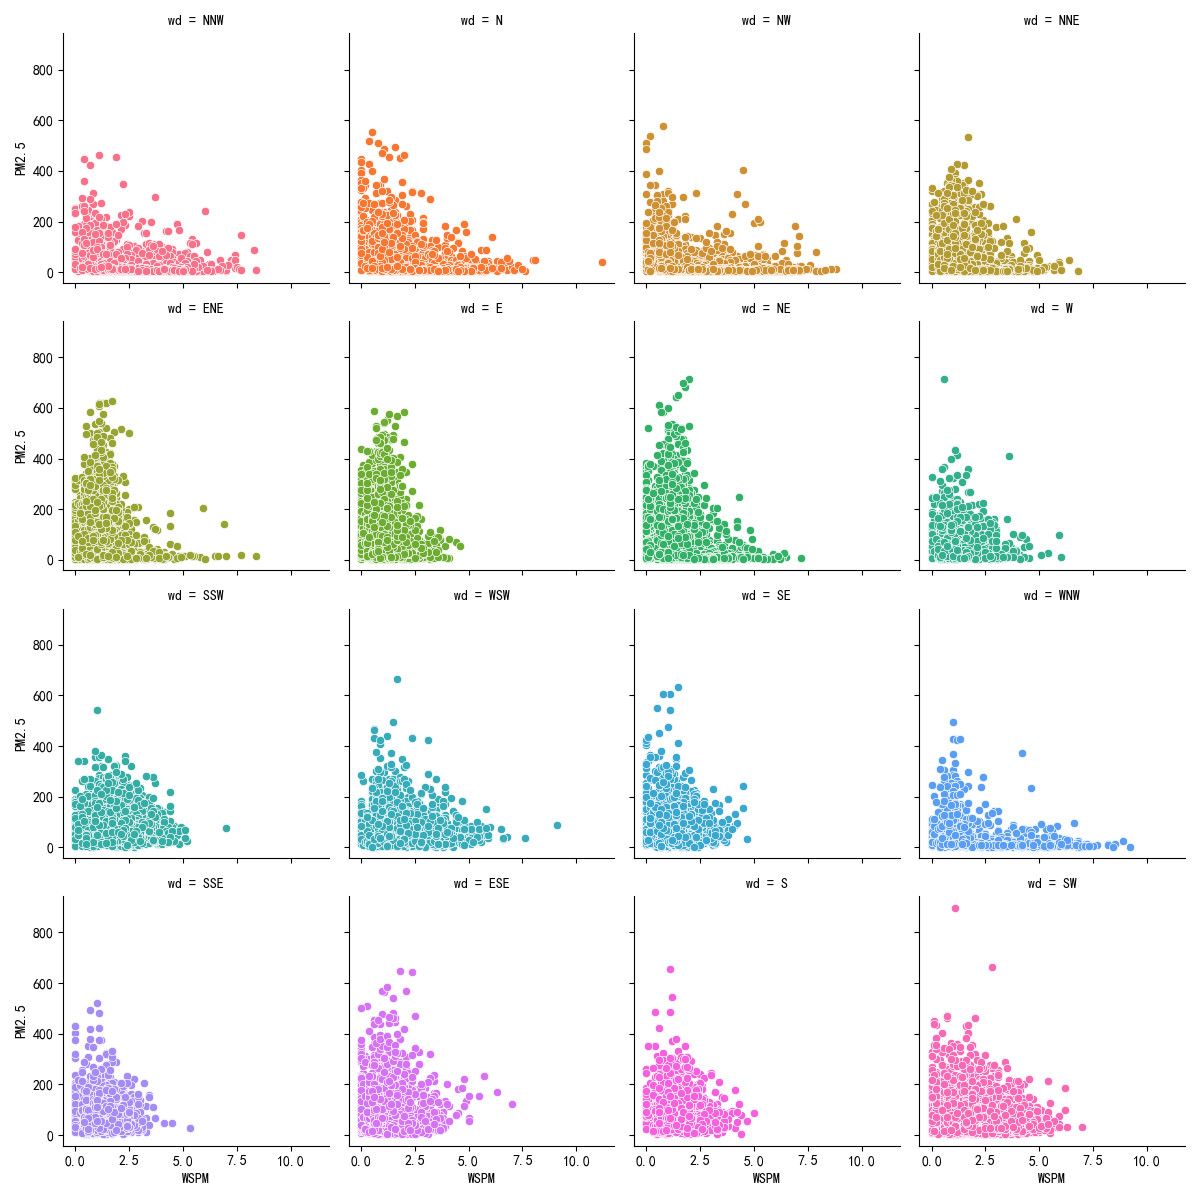 wd = NNW wd = N wd = NW wd = NNE
800
600
PM2.5
400
200
0
wd = ENE wd = E wd = NE wd = W
800
600
PM2.5
400
200
0
wd = SSW wd = WSW wd = SE wd = WNW
800
600
PM2.5
400
200
0
wd = SSE wd = ESE wd = S wd = SW
800
600
PM2.5
400
200
0
0.0 2.5 5.0 7.5 10.0 0.0 2.5 5.0 7.5 10.0 0.0 2.5 5.0 7.5 10.0 0.0 2.5 5.0 7.5 10.0
WSPM WSPM WSPM WSPM